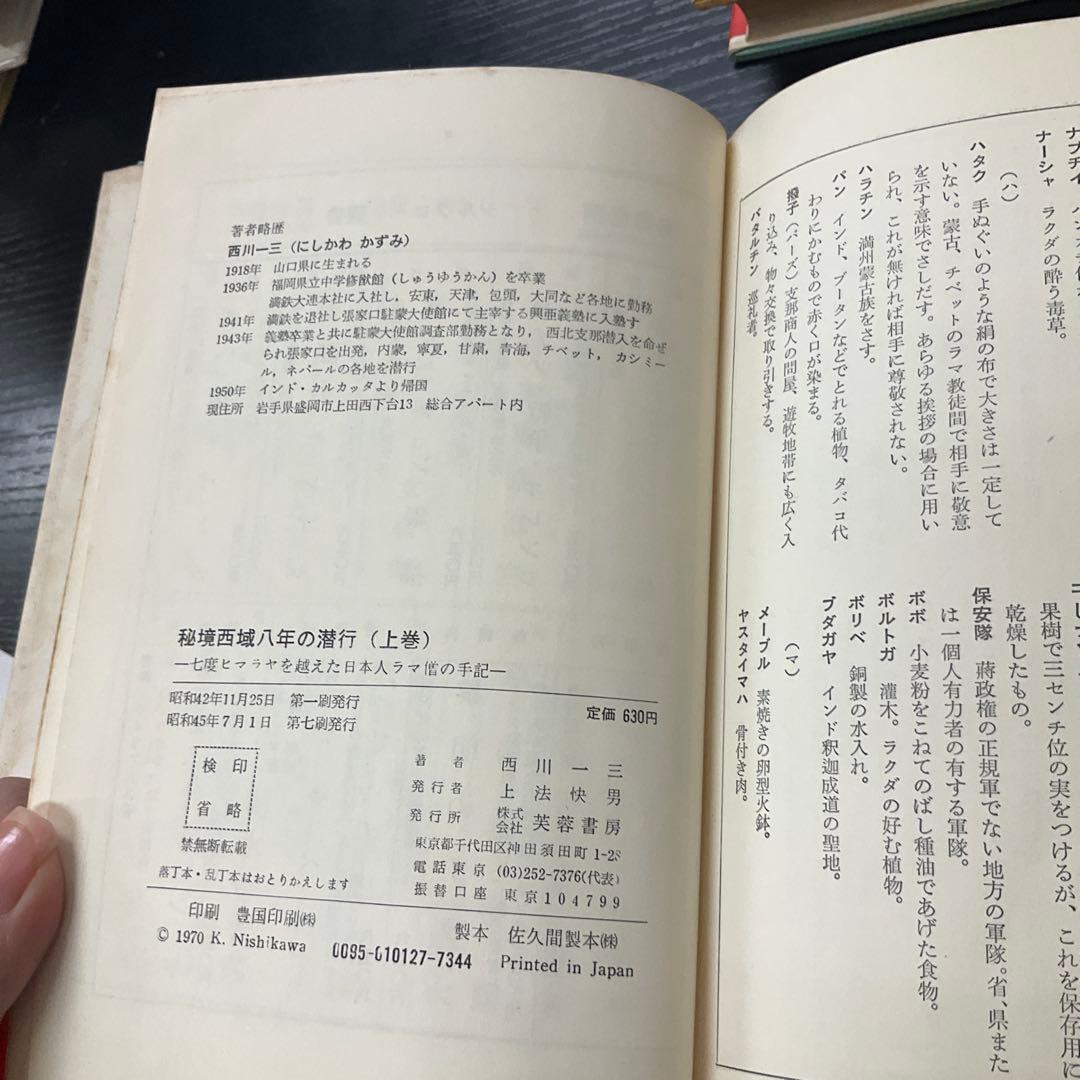 著者略歴
西川一三（にしかわ かずみ）
1918年 山口県に生まれる
1936年 福岡県立中学修猷館（しゅうゆうかん）を卒業
満鉄大連本社に入社し，安東，天津，包頭，大同など各地に勤務
1941年 満鉄を退社し張家口駐蒙大使館にて主宰する興亜義塾に入塾す
1943年 義塾卒業と共に駐蒙大使館調査部勤務となり， 西北支那潜入を命ぜ
られ張家口を出発，内蒙，寧夏，甘粛，青海，チベット， カシミー
ル，ネパールの各地を潜行
1950年 インド・カルカッタより帰国
現住所 岩手県盛岡市上田西下台13 総合アパート内
秘境西域八年の潜行（上巻）
―七度ヒマラヤを越えた日本人ラマ僧の手記―
昭和42年11月25日 第一刷発行
昭和45年7月1日 第七刷発行
定価 630円
検印
省略
禁無断転載
落丁本・乱丁本はおとりかえします
著者 西川一三
発行者 上法快男
発行所 株式会社 芙蓉書房
東京都千代田区神田須田町1-28
電話東京 (03)252-7376(代表)
振替口座 東京104799
印刷 豊国印刷㈱
製本 佐久間製本㈱
© 1970 K. Nishikawa
0095-010127-7344
Printed in Japan
ナーシャ ラクダの酔う毒草。
（ハ）
ハタク 手ぬぐいのような絹の布で大きさは一定して
いない。蒙古、チベットのラマ教徒間で相手に敬意
を示す意味でさしだす。あらゆる挨拶の場合に用い
られ、これが無ければ相手に尊敬されない。
ハラチン 満州蒙古族をさす。
パン インド、ブータンなどでとれる植物、タバコ代
わりにかむもので赤く口が染まる。
撥子（パーズ）支那商人の問屋、遊牧地帯にも広く入
り込み、物々交換で取り引きする。
パタルチン 巡礼者。
果樹で三センチ位の実をつけるが、これを保存用に
乾燥したもの。
保安隊 蔣政権の正規軍でない地方の軍隊。省、県また
は一個人有力者の有する軍隊。
ボボ 小麦粉をこねてのばし種油であげた食物。
ボルトガ 灌木。ラクダの好む植物。
ボリベ 銅製の水入れ。
ブダガヤ インド釈迦成道の聖地。
（マ）
メーブル 素焼きの卵型火鉢。
ヤスタイマハ 骨付き肉。